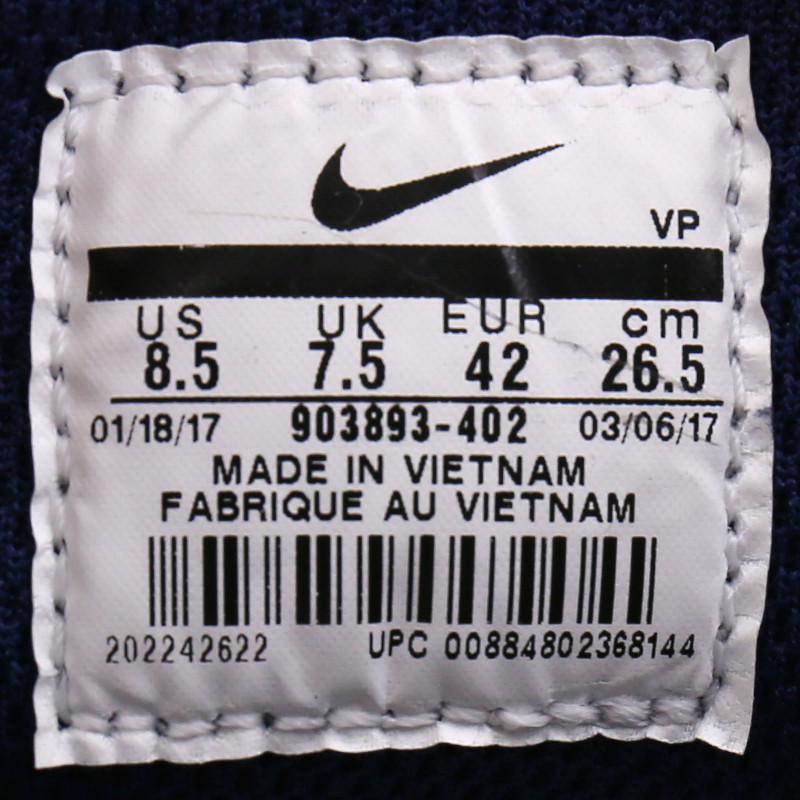 VP
US UK EUR cm
8.5 7.5 42 26.5
01/18/17 903893-402 03/06/17
MADE IN VIETNAM
FABRIQUE AU VIETNAM
202242622 UPC 00884802368144